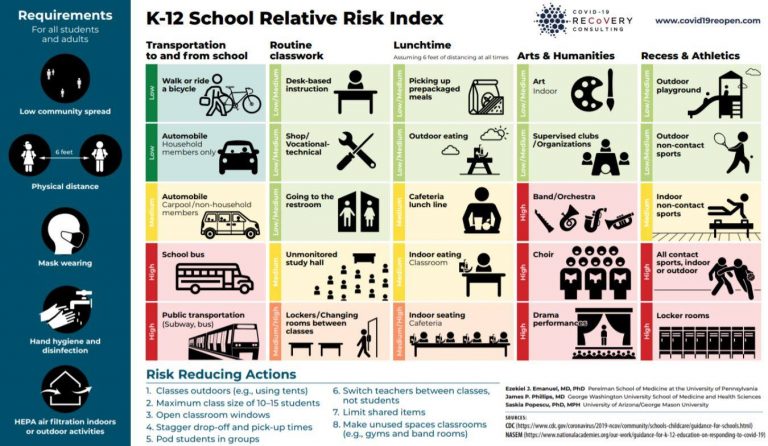 Requirements
For all students
and adults
Low community spread
6 feet
Physical distance
Mask wearing
Hand hygiene and
disinfection
HEPA air filtration indoors
or outdoor activities
K-12 School Relative Risk Index
COVID-19
RECoVERY
CONSULTING
www.covid19reopen.com
Transportation
to and from school
Low
Walk or ride
a bicycle
Low
Automobile
Household
members only
Medium
Automobile
Carpool/non-household
members
High
School bus
High
Public transportation
(Subway, bus)
Routine
classwork
Low/Medium
Desk-based
instruction
Low/Medium
Shop/
Vocational-
technical
Low/Medium
Going to the
restroom
Medium
Unmonitored
study hall
Medium/High
Lockers/Changing
rooms between
classes
Lunchtime
Assuming 6 feet of distancing at all times
Low/Medium
Picking up
prepackaged
meals
Low/Medium
Outdoor eating
Medium
Cafeteria
lunch line
Medium
Indoor eating
Classroom
Medium/High
Indoor seating
Cafeteria
Arts & Humanities
Low/Medium
Art
Indoor
Low/Medium
Supervised clubs
/Organizations
High
Band/Orchestra
High
Choir
High
Drama
performances
Recess & Athletics
Low/Medium
Outdoor
playground
Low/Medium
Outdoor
non-contact
sports
Medium
Indoor
non-contact
sports
High
All contact
sports, indoor
or outdoor
High
Locker rooms
Risk Reducing Actions
1. Classes outdoors (e.g., using tents)
2. Maximum class size of 10–15 students
3. Open classroom windows
4. Stagger drop-off and pick-up times
5. Pod students in groups
6. Switch teachers between classes,
not students
7. Limit shared items
8. Make unused spaces classrooms
(e.g., gyms and band rooms)
Ezekiel J. Emanuel, MD, PhD Perelman School of Medicine at the University of Pennsylvania
James P. Phillips, MD George Washington University School of Medicine and Health Sciences
Saskia Popescu, PhD, MPH University of Arizona/George Mason University
SOURCES:
CDC (https://www.cdc.gov/coronavirus/2019-ncov/community/schools-childcare/guidance-for-schools.html)
NASEM (https://www.nationalacademies.org/our-work/guidance-for-k-12-education-on-responding-to-covid-19)